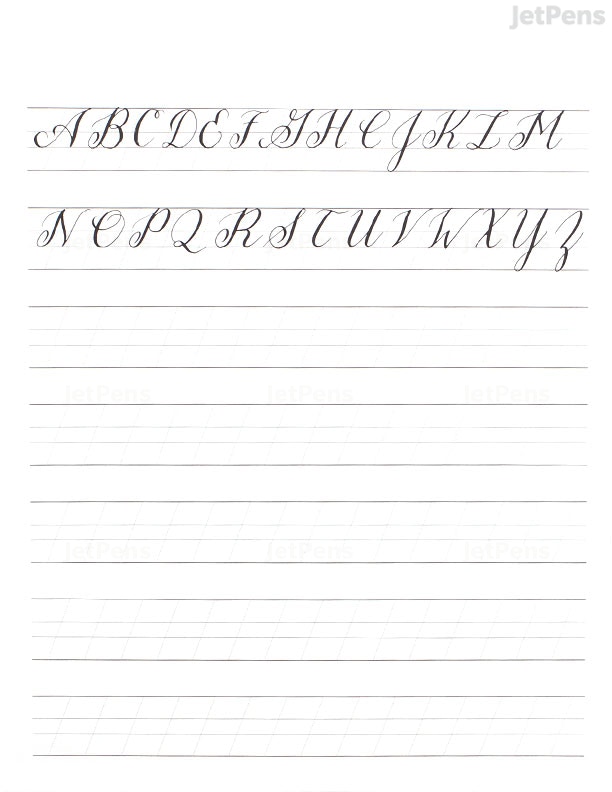 JetPens
A B C D E F G H I J K L M
N O P Q R S T U V W X Y Z
JetPens JetPens JetPens
JetPens JetPens JetPens